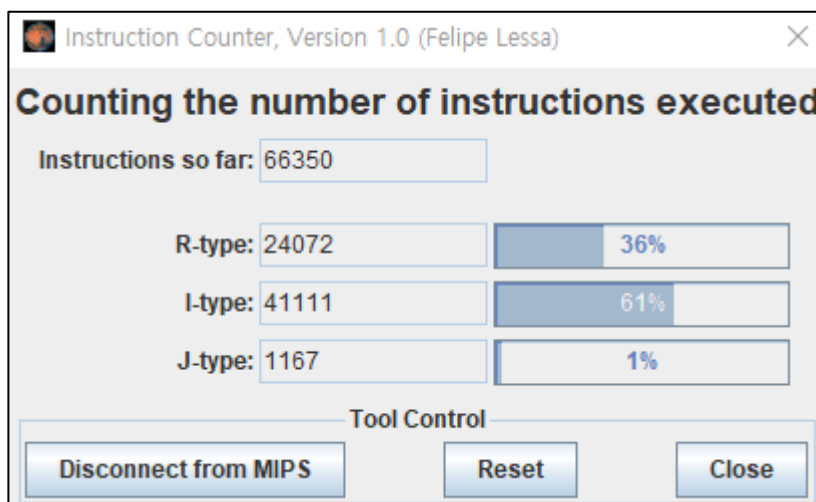 Instruction Counter, Version 1.0 (Felipe Lessa)
Counting the number of instructions executed
Instructions so far: 66350
R-type: 24072 36%
I-type: 41111 61%
J-type: 1167 1%
Tool Control
Disconnect from MIPS Reset Close